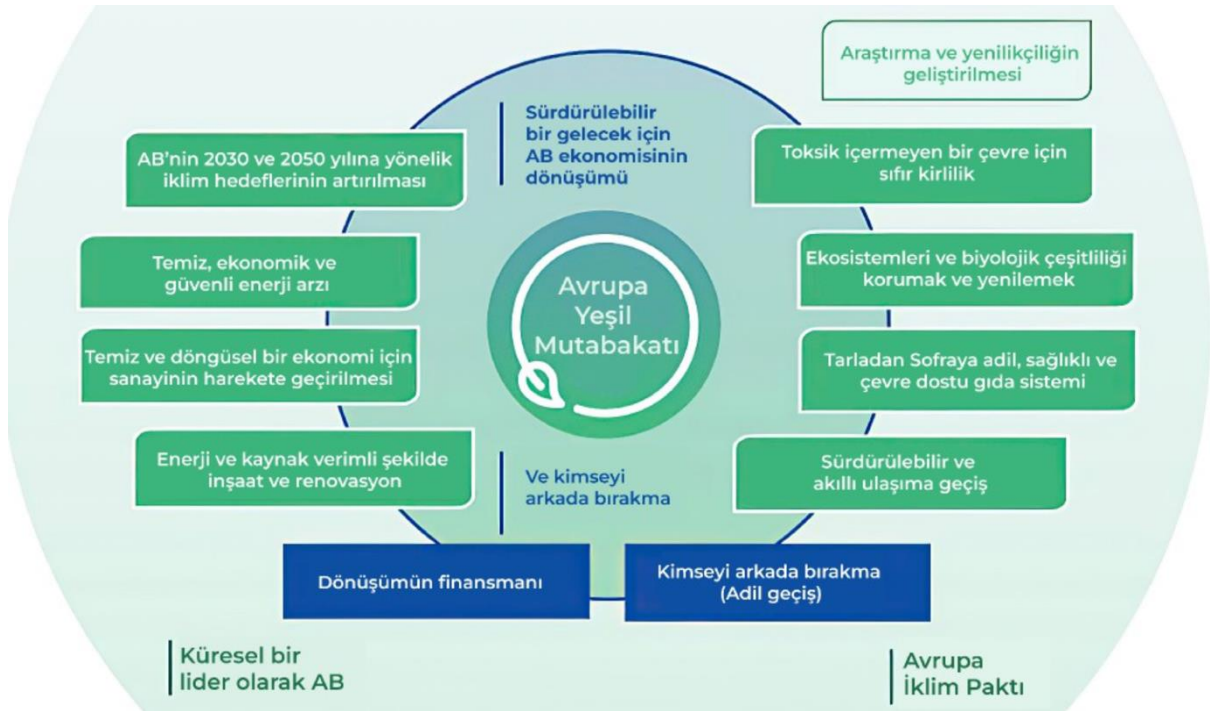 Araştırma ve yenilikçiliğin
geliştirilmesi
Sürdürülebilir
bir gelecek için
AB ekonomisinin
dönüşümü
AB'nin 2030 ve 2050 yılına yönelik
iklim hedeflerinin artırılması
Toksik içermeyen bir çevre için
sıfır kirlilik
Temiz, ekonomik ve
güvenli enerji arzı
Ekosistemleri ve biyolojik çeşitliliği
korumak ve yenilemek
Avrupa
Yeşil
Mutabakatı
Temiz ve döngüsel bir ekonomi için
sanayinin harekete geçirilmesi
Tarladan Sofraya adil, sağlıklı ve
çevre dostu gıda sistemi
Enerji ve kaynak verimli şekilde
inşaat ve renovasyon
Ve kimseyi
arkada bırakma
Sürdürülebilir ve
akıllı ulaşıma geçiş
Dönüşümün finansmanı
Kimseyi arkada bırakma
(Adil geçiş)
Küresel bir
lider olarak AB
Avrupa
İklim Paktı